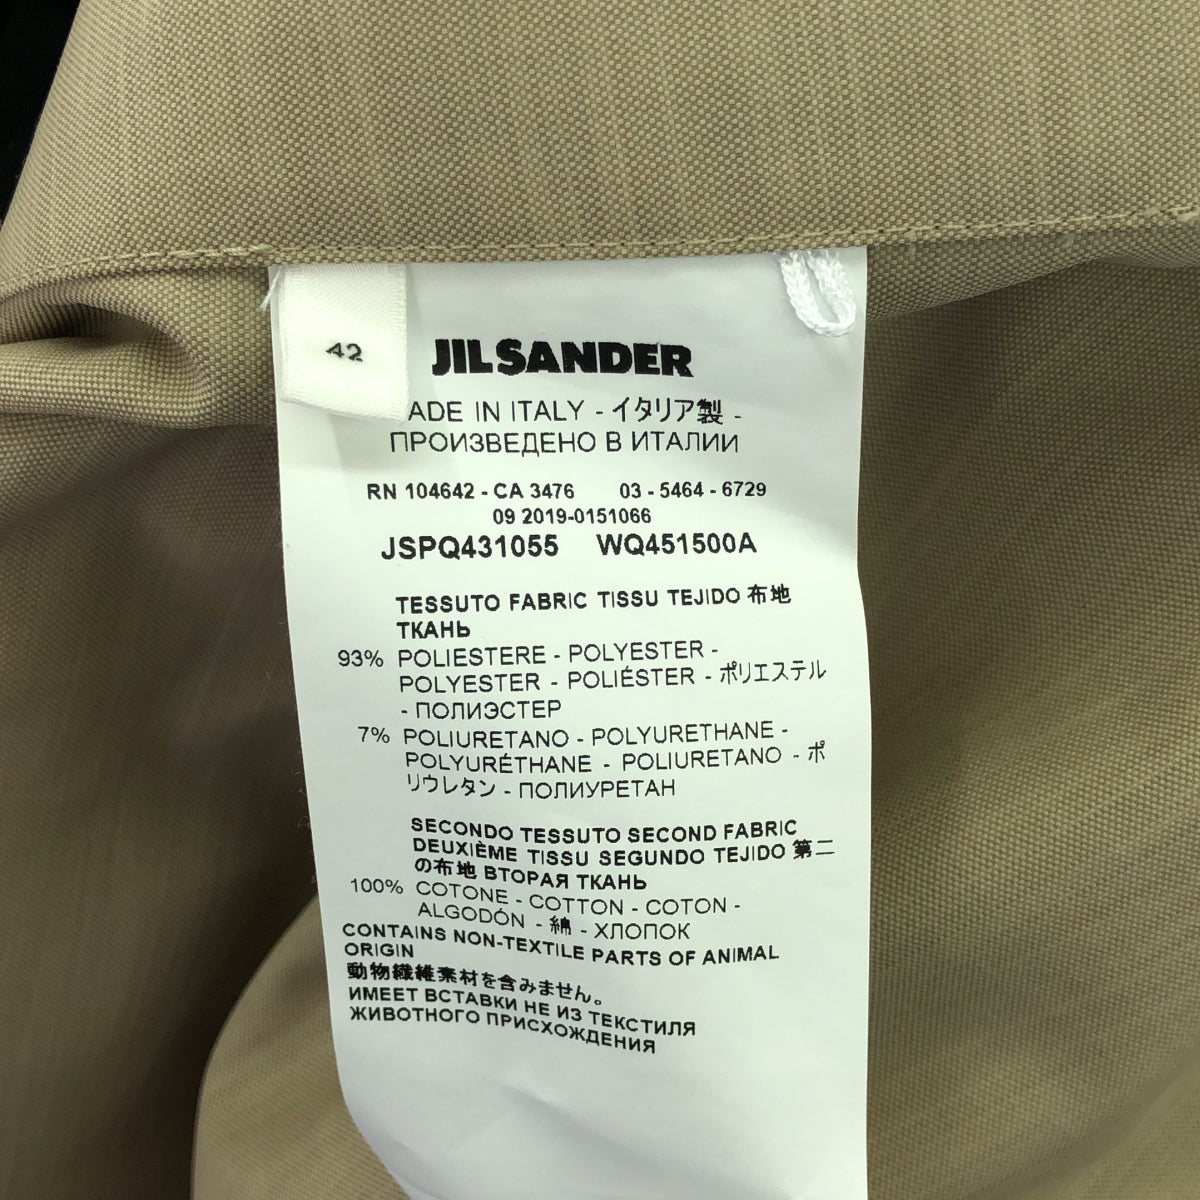 42
JIL SANDER
ADE IN ITALY - イタリア製 -
ПРОИЗВЕДЕНО В ИТАЛИИ
RN 104642 - CA 3476 03 - 5464 - 6729
09 2019-0151066
JSPQ431055 WQ451500A
TESSUTO FABRIC TISSU TEJIDO 布地
ТКАНЬ
93% POLIESTERE - POLYESTER -
POLYESTER - POLIÉSTER - ポリエステル
- ПОЛИЭСТЕР
7% POLIURETANO - POLYURETHANE -
POLYURÉTHANE - POLIURETANO - ポ
リウレタン - ПОЛИУРЕТАН
SECONDO TESSUTO SECOND FABRIC
DEUXIÈME TISSU SEGUNDO TEJIDO 第二
の布地 ВТОРАЯ ТКАНЬ
100% COTONE - COTTON - COTON -
ALGODÓN - 綿 - ХЛОПОК
CONTAINS NON-TEXTILE PARTS OF ANIMAL
ORIGIN
動物繊維素材を含みません。
ИМЕЕТ ВСТАВКИ НЕ ИЗ ТЕКСТИЛЯ
ЖИВОТНОГО ПРИСХОЖДЕНИЯ